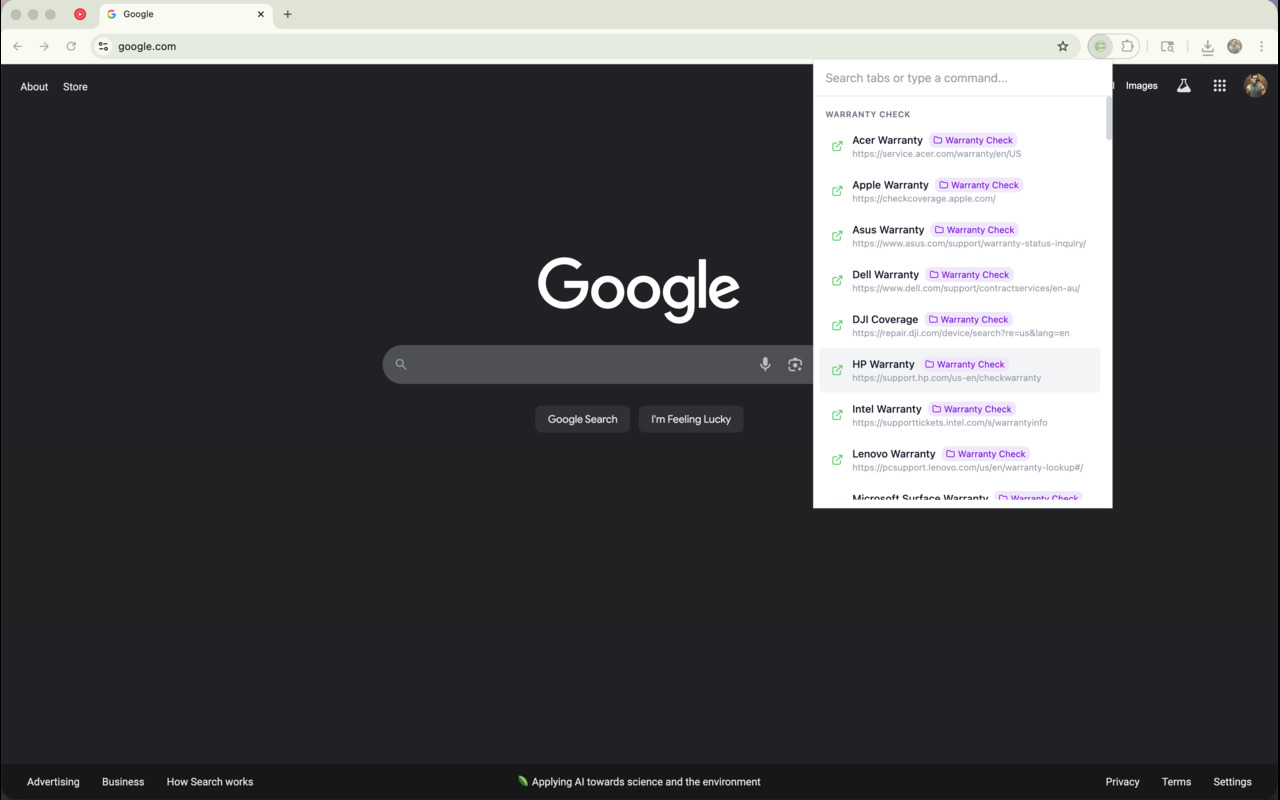 Google
google.com
About
Store
Images
Search tabs or type a command...
WARRANTY CHECK
Acer Warranty Warranty Check
https://service.acer.com/warranty/en/US
Apple Warranty Warranty Check
https://checkcoverage.apple.com/
Asus Warranty Warranty Check
https://www.asus.com/support/warranty-status-inquiry/
Dell Warranty Warranty Check
https://www.dell.com/support/contractservices/en-au/
DJI Coverage Warranty Check
https://repair.dji.com/device/search?re=us&lang=en
HP Warranty Warranty Check
https://support.hp.com/us-en/checkwarranty
Intel Warranty Warranty Check
https://supporttickets.intel.com/s/warrantyinfo
Lenovo Warranty Warranty Check
https://pcsupport.lenovo.com/us/en/warranty-lookup#/
Microsoft Surface Warranty Warranty Check
Google
Google Search
I'm Feeling Lucky
Advertising
Business
How Search works
Applying AI towards science and the environment
Privacy
Terms
Settings